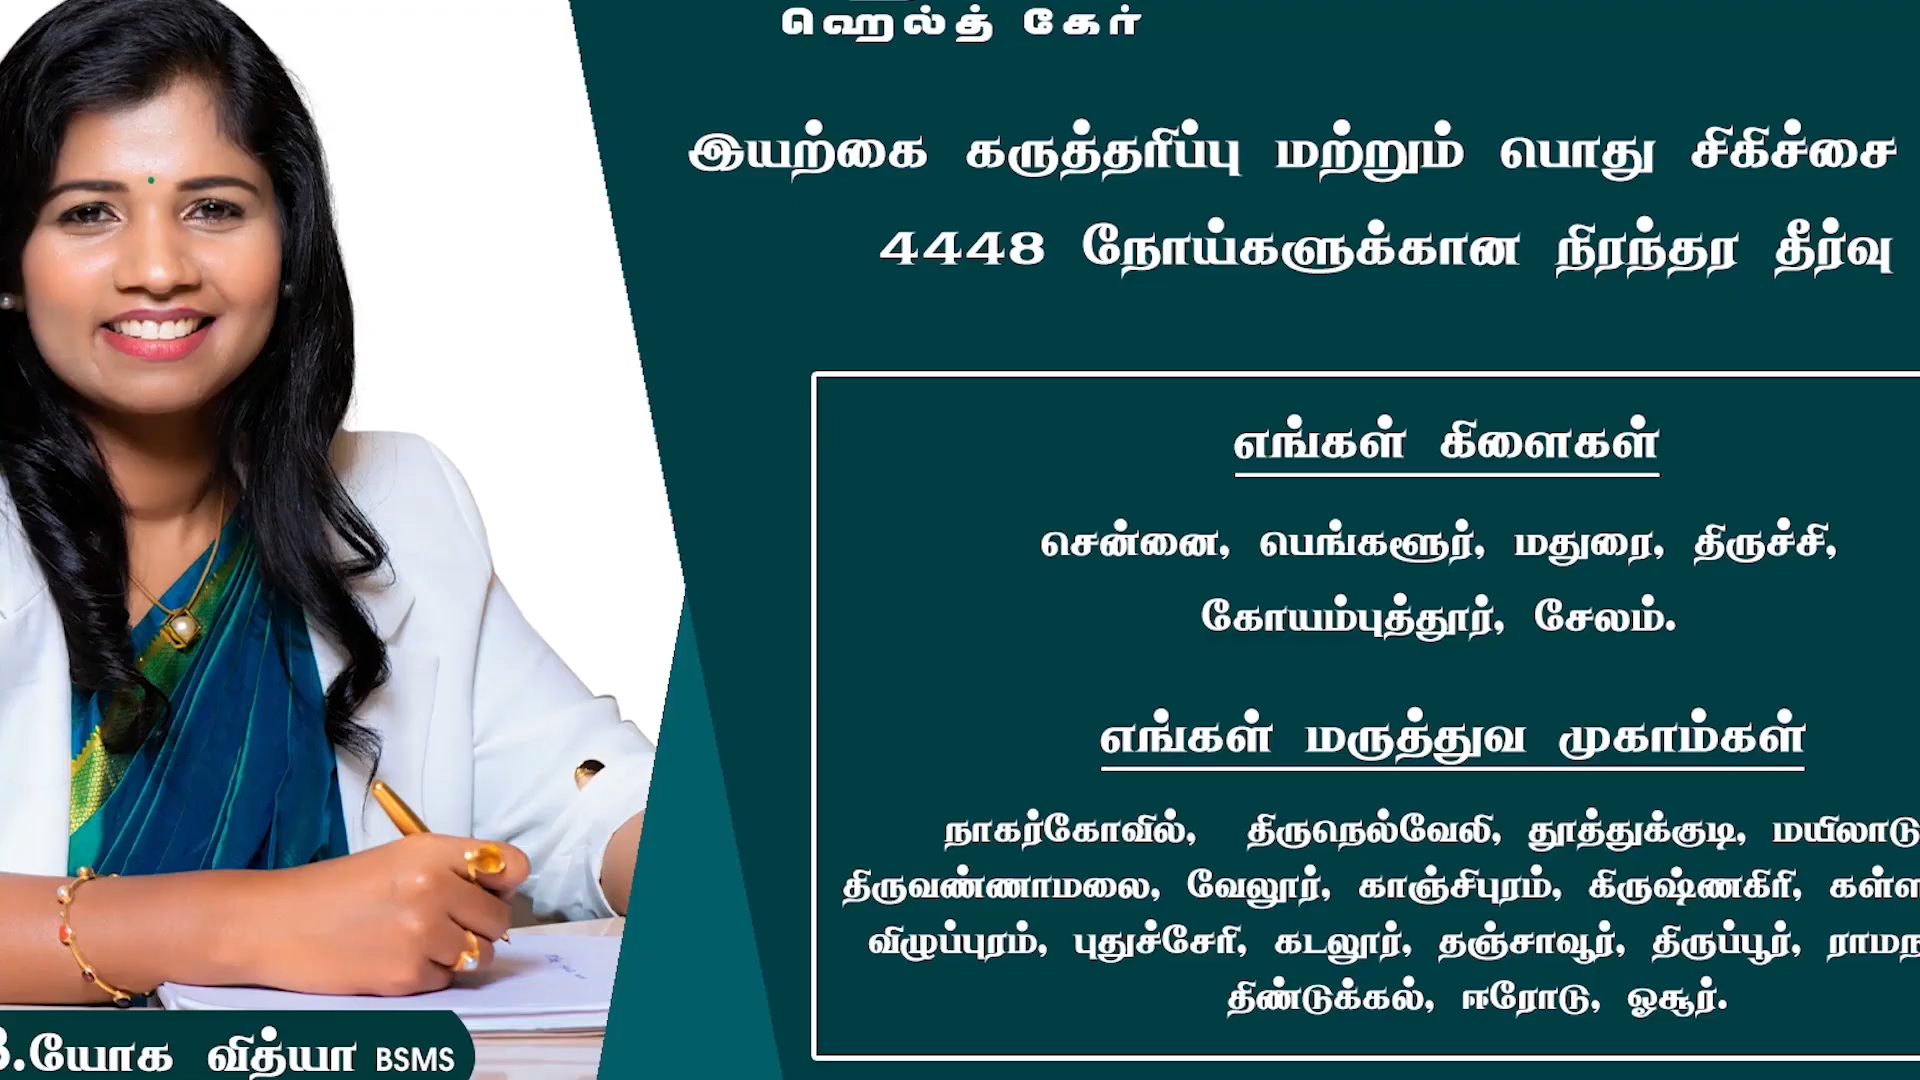 ஹெல்த் கேர்
இயற்கை கருத்தரிப்பு மற்றும் பொது சிகிச்சை
4448 நோய்களுக்கான நிரந்தர தீர்வு
எங்கள் கிளைகள்
சென்னை, பெங்களூர், மதுரை, திருச்சி,
கோயம்புத்தூர், சேலம்.
எங்கள் மருத்துவ முகாம்கள்
நாகர்கோவில், திருநெல்வேலி, தூத்துக்குடி,
திருவண்ணாமலை, வேலூர், காஞ்சிபுரம், கிருஷ்ணகிரி,
விழுப்புரம், புதுச்சேரி, கடலூர், தஞ்சாவூர், திருப்பூர்,
திண்டுக்கல், ஈரோடு, ஓசூர்.
யோக வித்யா BSMS